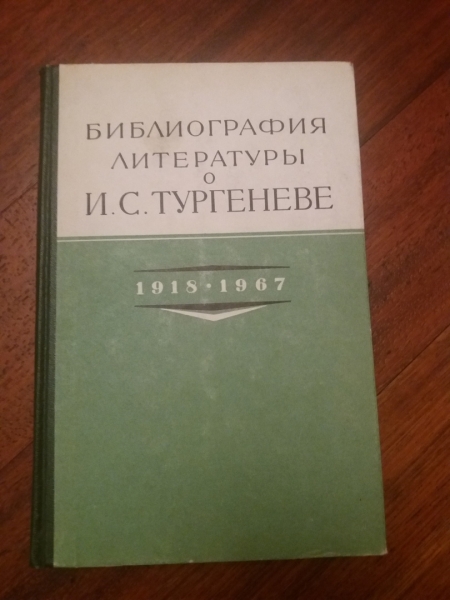 БИБЛИОГРАФИЯ
ЛИТЕРАТУРЫ
О
И.С.ТУРГЕНЕВЕ
1918·1967